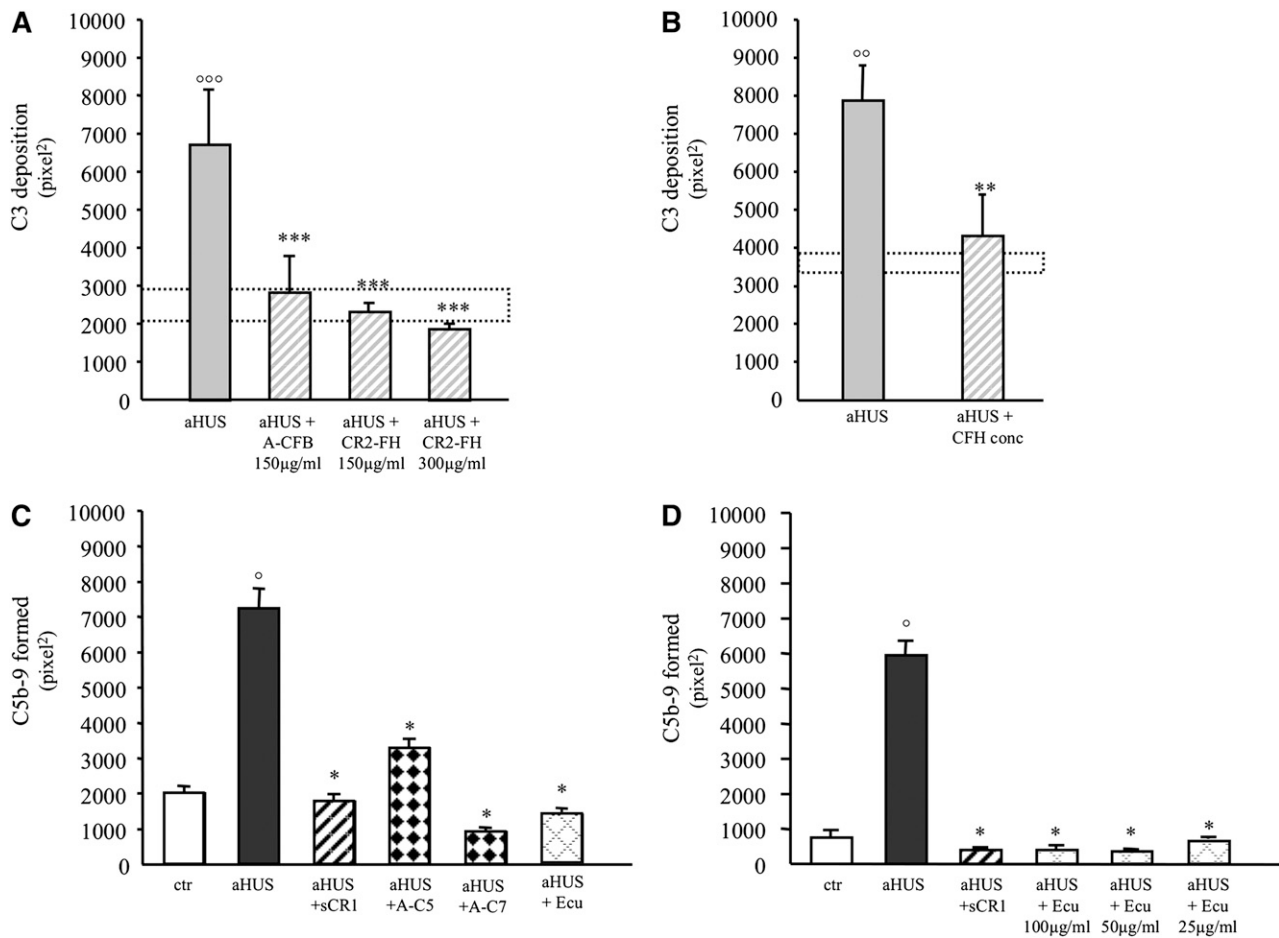 A
C3 deposition
(pixel²)
10000
9000
8000
7000
6000
5000
4000
3000
2000
1000
0
°°°
***
***
***
aHUS
aHUS +
A-CFB
150µg/ml
aHUS +
CR2-FH
150µg/ml
aHUS +
CR2-FH
300µg/ml
B
C3 deposition
(pixel²)
10000
9000
8000
7000
6000
5000
4000
3000
2000
1000
0
°°
**
aHUS
aHUS +
CFH conc
C
C5b-9 formed
(pixel²)
10000
9000
8000
7000
6000
5000
4000
3000
2000
1000
0
°
*
*
*
*
ctr
aHUS
aHUS
+sCR1
aHUS
+A-C5
aHUS
+A-C7
aHUS
+ Ecu
D
C5b-9 formed
(pixel²)
10000
9000
8000
7000
6000
5000
4000
3000
2000
1000
0
°
*
*
*
*
ctr
aHUS
aHUS
+sCR1
aHUS
+ Ecu
100µg/ml
aHUS
+ Ecu
50µg/ml
aHUS
+ Ecu
25µg/ml